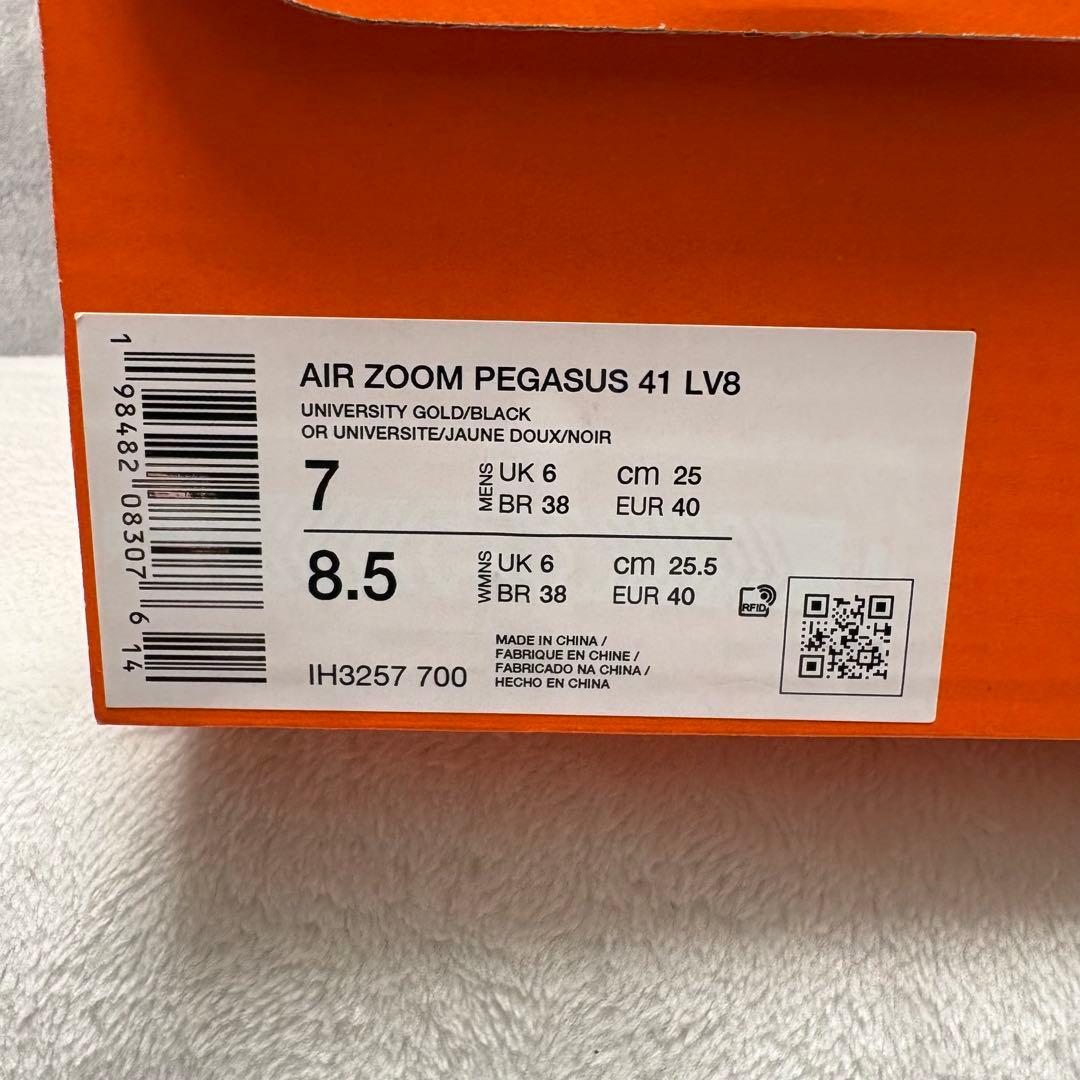 AIR ZOOM PEGASUS 41 LV8
UNIVERSITY GOLD/BLACK
OR UNIVERSITE/JAUNE DOUX/NOIR
7 MENS UK 6 cm 25
BR 38 EUR 40
8.5 WMNS UK 6 cm 25.5
BR 38 EUR 40
RFID
IH3257 700
MADE IN CHINA /
FABRIQUE EN CHINE /
FABRICADO NA CHINA /
HECHO EN CHINA
1 98482 08307 6 14